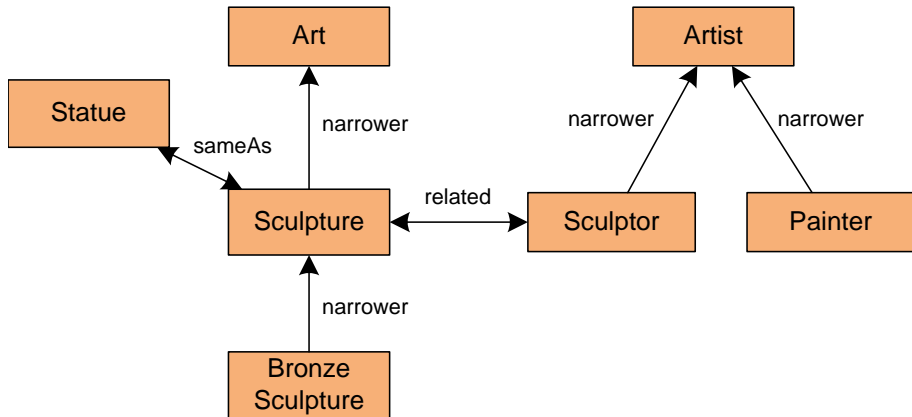 Art
Artist
Statue
narrower
narrower
narrower
sameAs
related
Sculpture
Sculptor
Painter
narrower
Bronze
Sculpture